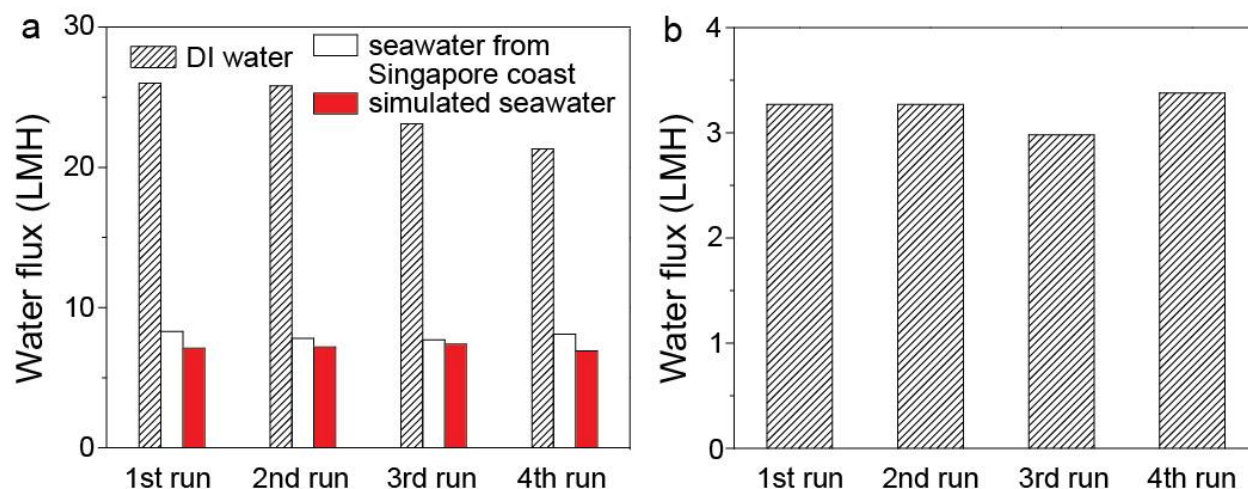 a
30
20
10
0
Water flux (LMH)
DI water
seawater from
Singapore coast
simulated seawater
1st run 2nd run 3rd run 4th run
b
4
3
2
1
0
Water flux (LMH)
1st run 2nd run 3rd run 4th run